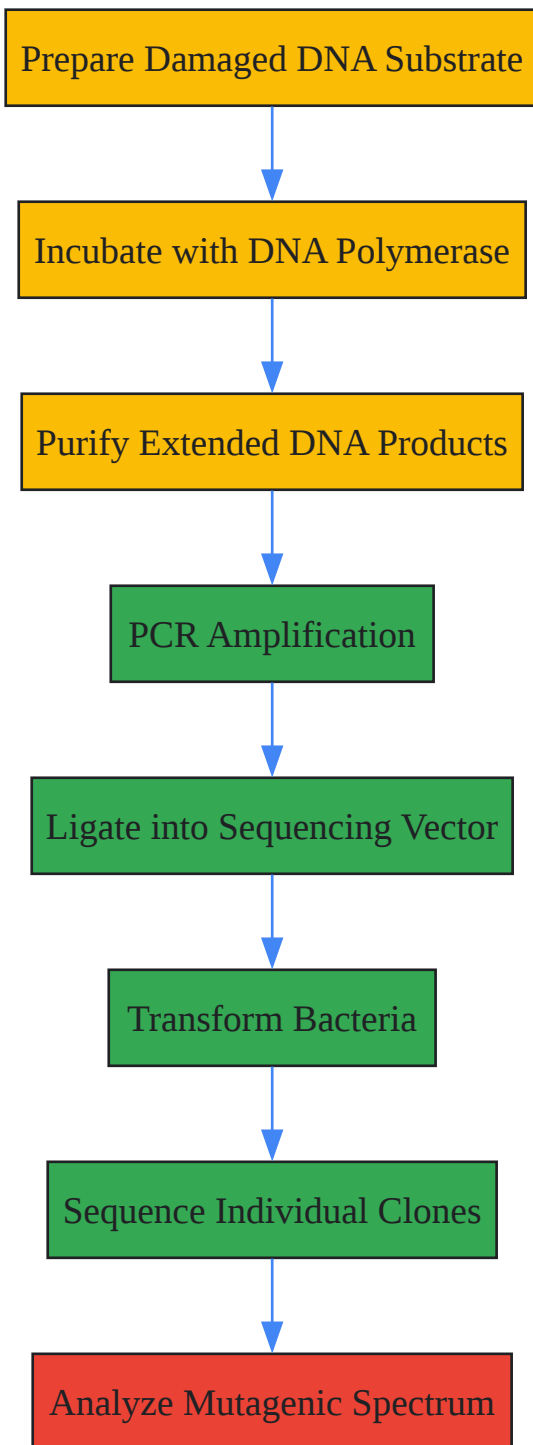 Prepare Damaged DNA Substrate
Incubate with DNA Polymerase
Purify Extended DNA Products
PCR Amplification
Ligate into Sequencing Vector
Transform Bacteria
Sequence Individual Clones
Analyze Mutagenic Spectrum